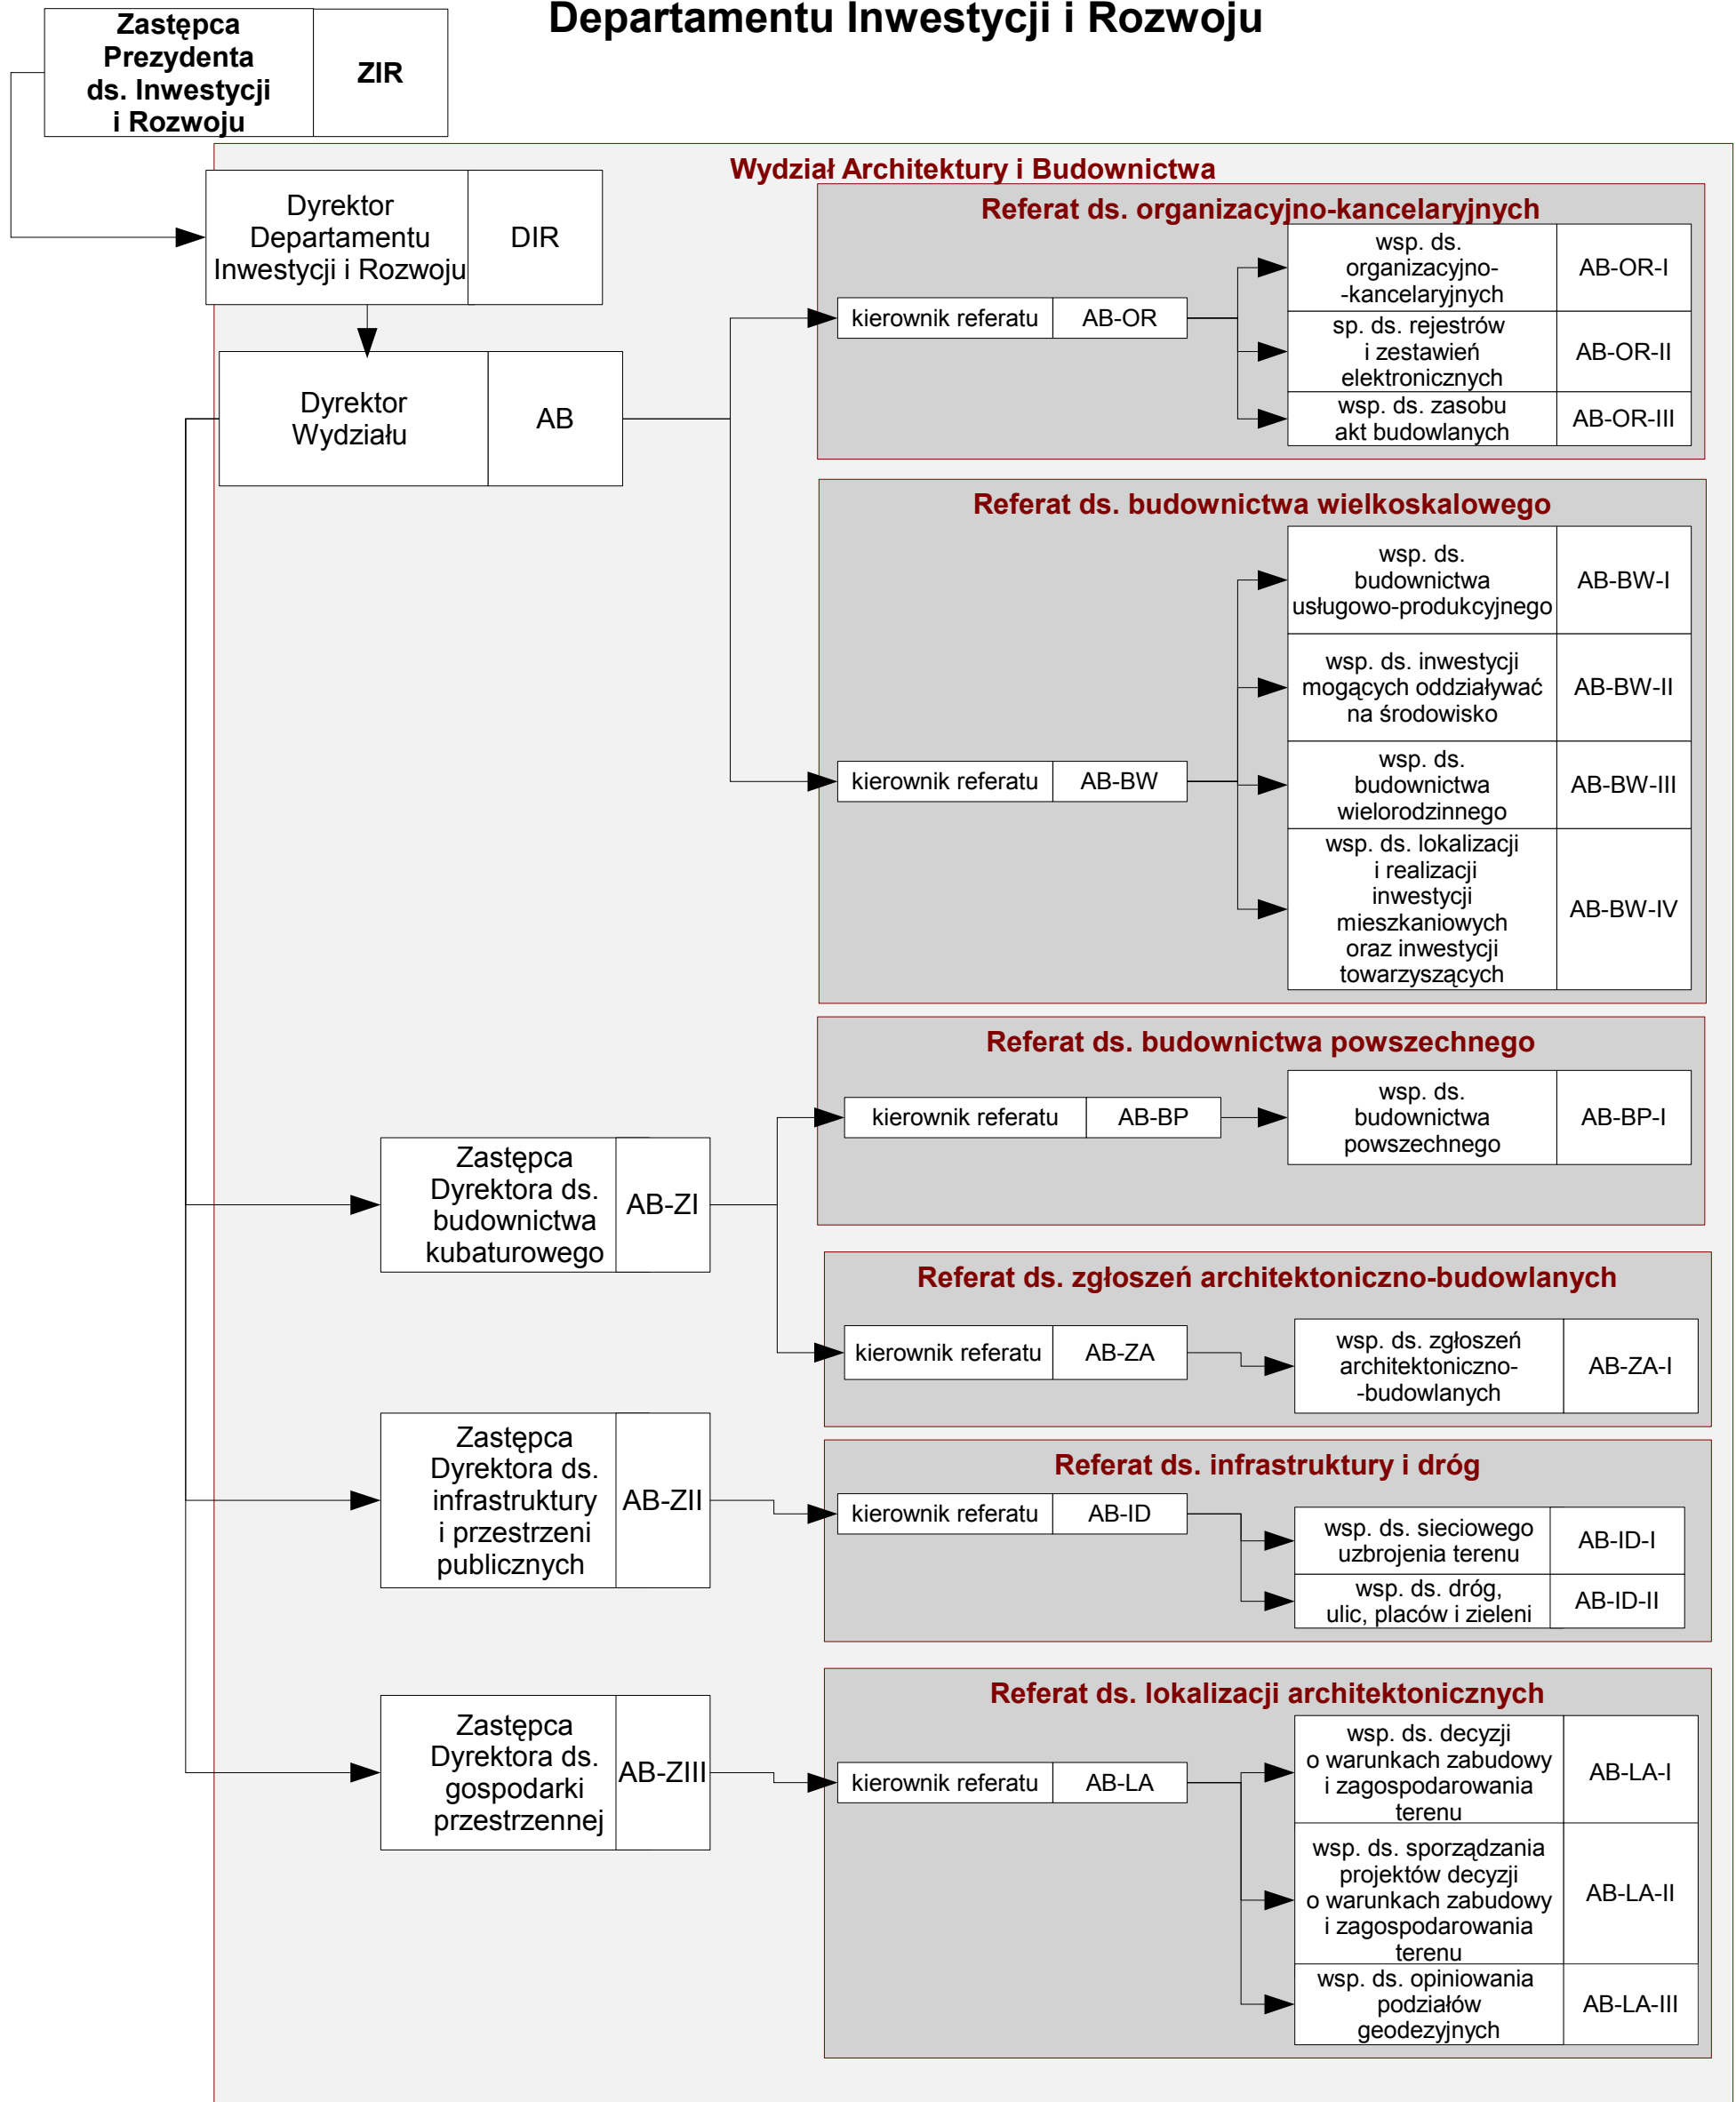 Departamentu Inwestycji i Rozwoju
Zastępca
Prezydenta
ds. Inwestycji
i Rozwoju
ZIR
Wydział Architektury i Budownictwa
Dyrektor
Departamentu
Inwestycji i Rozwoju
DIR
Dyrektor
Wydziału
AB
Referat ds. organizacyjno-kancelaryjnych
kierownik referatu
AB-OR
wsp. ds.
organizacyjno-
-kancelaryjnych
AB-OR-I
sp. ds. rejestrów
i zestawień
elektronicznych
AB-OR-II
wsp. ds. zasobu
akt budowlanych
AB-OR-III
Referat ds. budownictwa wielkoskalowego
kierownik referatu
AB-BW
wsp. ds.
budownictwa
usługowo-produkcyjnego
AB-BW-I
wsp. ds. inwestycji
mogących oddziaływać
na środowisko
AB-BW-II
wsp. ds.
budownictwa
wielorodzinnego
AB-BW-III
wsp. ds. lokalizacji
i realizacji
inwestycji
mieszkaniowych
oraz inwestycji
towarzyszących
AB-BW-IV
Zastępca
Dyrektora ds.
budownictwa
kubaturowego
AB-ZI
Referat ds. budownictwa powszechnego
kierownik referatu
AB-BP
wsp. ds.
budownictwa
powszechnego
AB-BP-I
Referat ds. zgłoszeń architektoniczno-budowlanych
kierownik referatu
AB-ZA
wsp. ds. zgłoszeń
architektoniczno-
-budowlanych
AB-ZA-I
Zastępca
Dyrektora ds.
infrastruktury
i przestrzeni
publicznych
AB-ZII
Referat ds. infrastruktury i dróg
kierownik referatu
AB-ID
wsp. ds. sieciowego
uzbrojenia terenu
AB-ID-I
wsp. ds. dróg,
ulic, placów i zieleni
AB-ID-II
Zastępca
Dyrektora ds.
gospodarki
przestrzennej
AB-ZIII
Referat ds. lokalizacji architektonicznych
kierownik referatu
AB-LA
wsp. ds. decyzji
o warunkach zabudowy
i zagospodarowania
terenu
AB-LA-I
wsp. ds. sporządzania
projektów decyzji
o warunkach zabudowy
i zagospodarowania
terenu
AB-LA-II
wsp. ds. opiniowania
podziałów
geodezyjnych
AB-LA-III